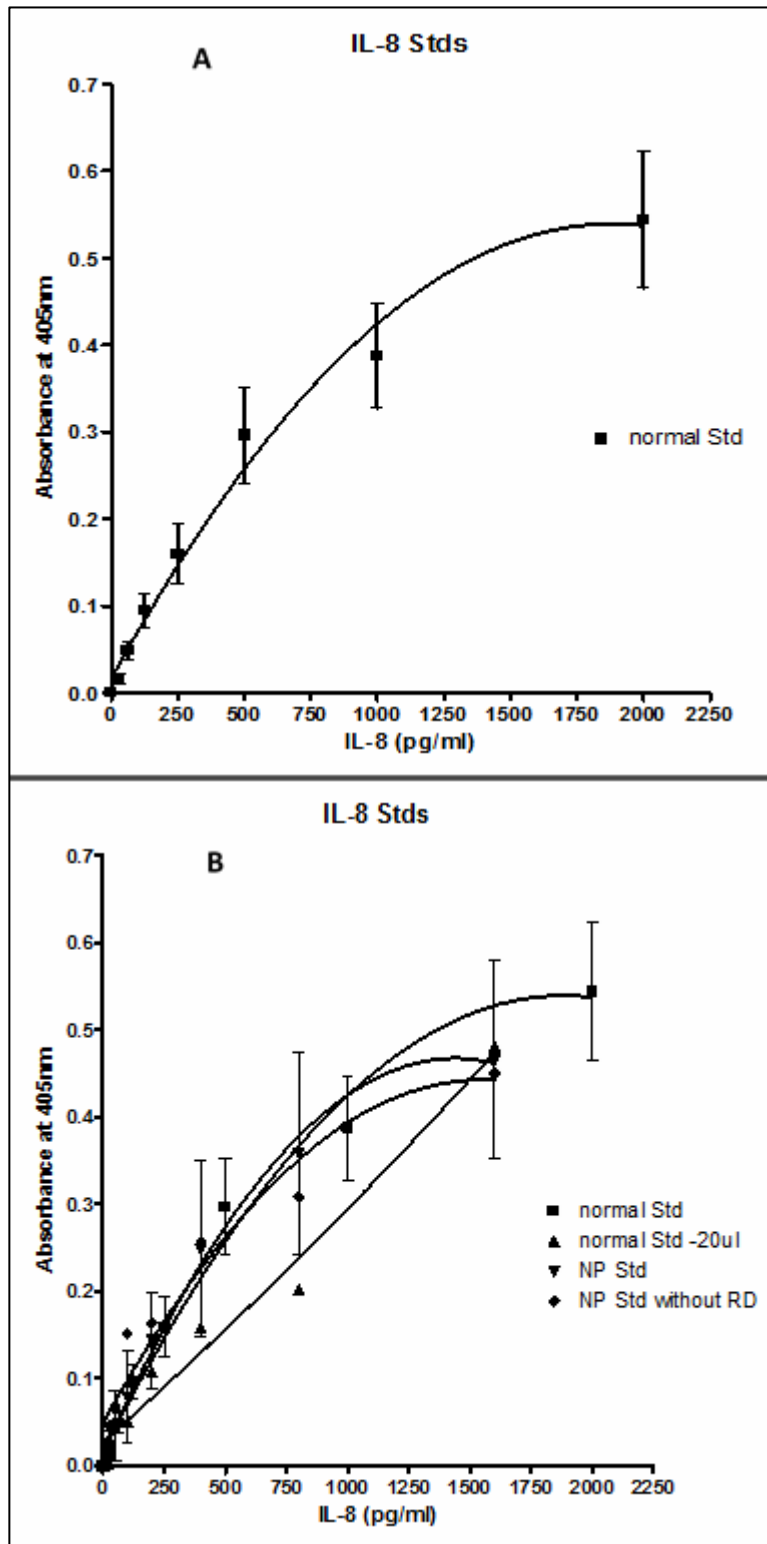 A
IL-8 Stds
0.7
0.6
0.5
0.4
0.3
0.2
0.1
0.0
Absorbance at 405nm
normal Std
0 250 500 750 1000 1250 1500 1750 2000 2250
IL-8 (pg/ml)
IL-8 Stds
B
0.7
0.6
0.5
0.4
0.3
0.2
0.1
0.0
Absorbance at 405nm
normal Std
normal Std -20ul
NP Std
NP Std without RD
0 250 500 750 1000 1250 1500 1750 2000 2250
IL-8 (pg/ml)